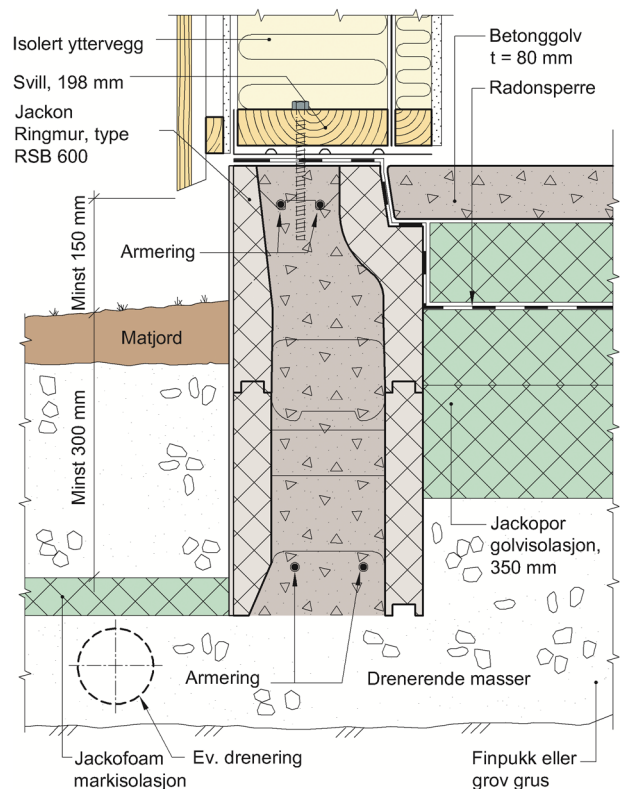 Isolert yttervegg
Svill, 198 mm
Jackon
Ringmur, type
RSB 600
Betonggolv
t = 80 mm
Radonsperre
Minst 150 mm
Armering
Matjord
Minst 300 mm
Jackopor
golvisolasjon,
350 mm
Armering
Drenerende masser
Jackofoam
markisolasjon
Ev. drenering
Finpukk eller
grov grus